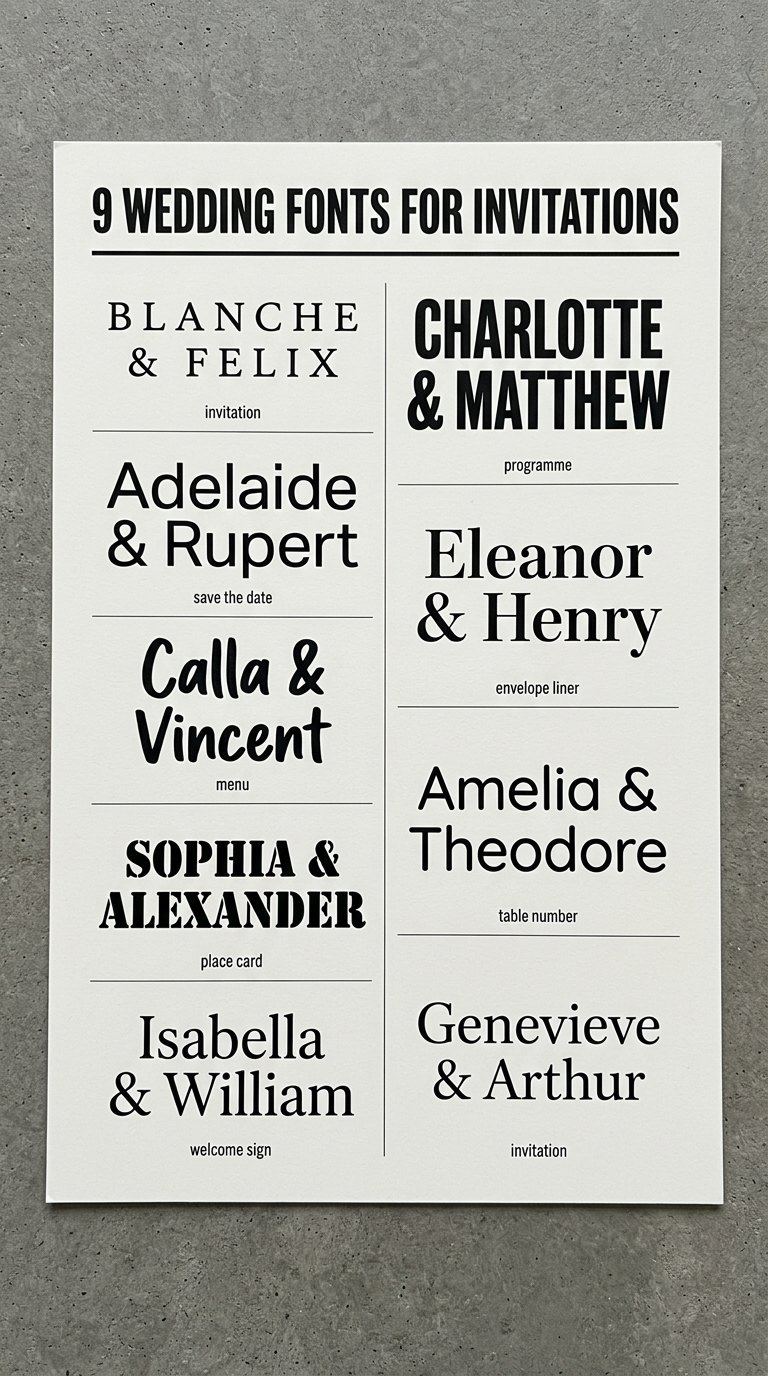 9 WEDDING FONTS FOR INVITATIONS
BLANCHE
& FELIX
invitation
Adelaide
& Rupert
save the date
Calla &
Vincent
menu
SOPHIA &
ALEXANDER
place card
Isabella
& William
welcome sign
CHARLOTTE
& MATTHEW
programme
Eleanor
& Henry
envelope liner
Amelia &
Theodore
table number
Genevieve
& Arthur
invitation